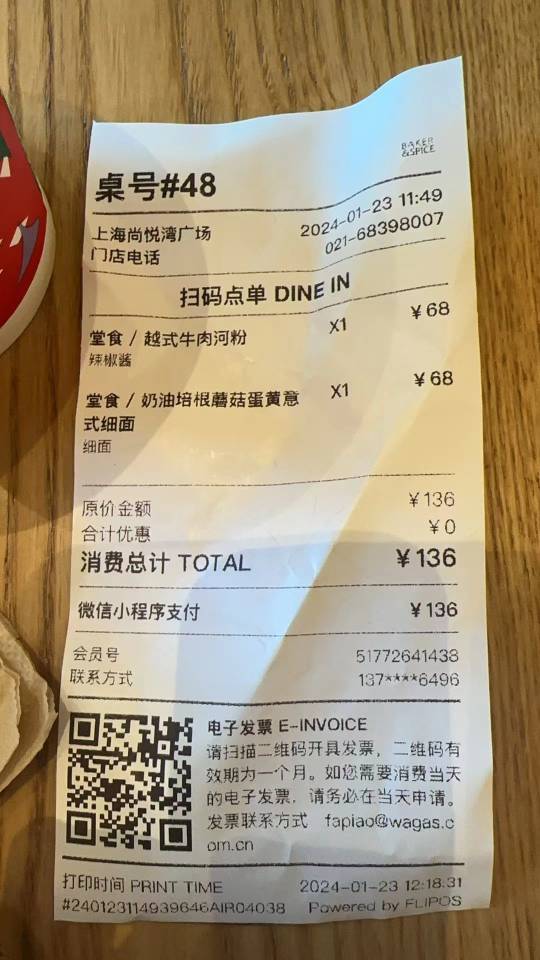 BAKER
&SPICE
桌号#48
上海尚悦湾广场 2024-01-23 11:49
门店电话 021-68398007
扫码点单 DINE IN
堂食 / 越式牛肉河粉 X1 ¥68
辣椒酱
堂食 / 奶油培根蘑菇蛋黄意 X1 ¥68
式细面
细面
原价金额 ¥136
合计优惠 ¥0
消费总计 TOTAL ¥136
微信小程序支付 ¥136
会员号 51772641438
联系方式 137****6496
电子发票 E-INVOICE
请扫描二维码开具发票，二维码有
效期为一个月。如您需要消费当天
的电子发票，请务必在当天申请。
发票联系方式 fapiao@wagas.c
om.cn
打印时间 PRINT TIME 2024-01-23 12:18:31
#240123114939646AIR04038 Powered by FLIPOS